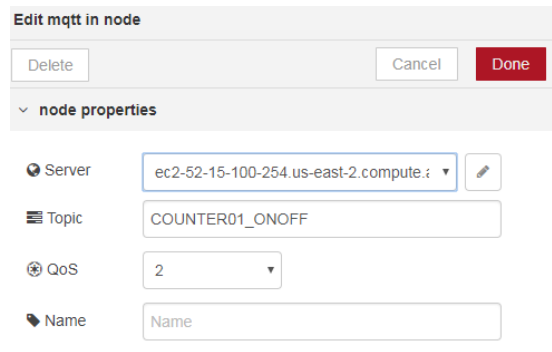 Edit mqtt in node
Delete Cancel Done
node properties
Server ec2-52-15-100-254.us-east-2.compute.
Topic COUNTER01_ONOFF
QoS 2
Name Name